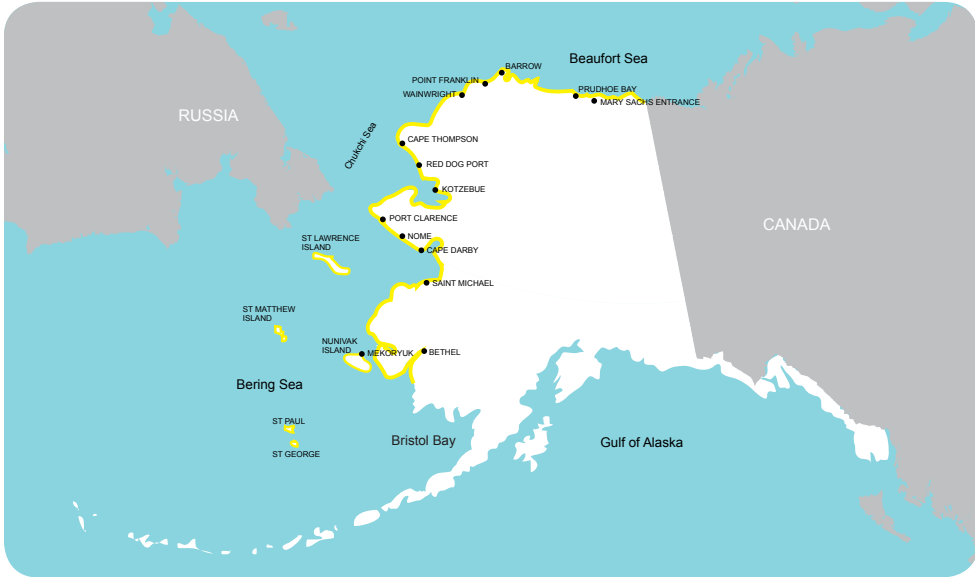 Beaufort Sea
BARROW
POINT FRANKLIN
WAINWRIGHT
PRUDHOE BAY
MARY SACHS ENTRANCE
RUSSIA
Chukchi Sea
CAPE THOMPSON
RED DOG PORT
KOTZEBUE
PORT CLARENCE
CANADA
NOME
ST LAWRENCE
ISLAND
CAPE DARBY
SAINT MICHAEL
ST MATTHEW
ISLAND
NUNIVAK
ISLAND
MEKORYUK
BETHEL
Bering Sea
ST PAUL
Bristol Bay
Gulf of Alaska
ST GEORGE